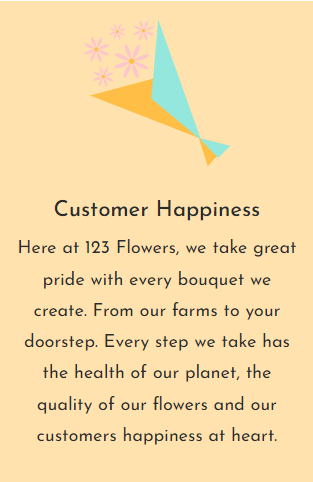 Customer Happiness
Here at 123 Flowers, we take great
pride with every bouquet we
create. From our farms to your
doorstep. Every step we take has
the health of our planet, the
quality of our flowers and our
customers happiness at heart.